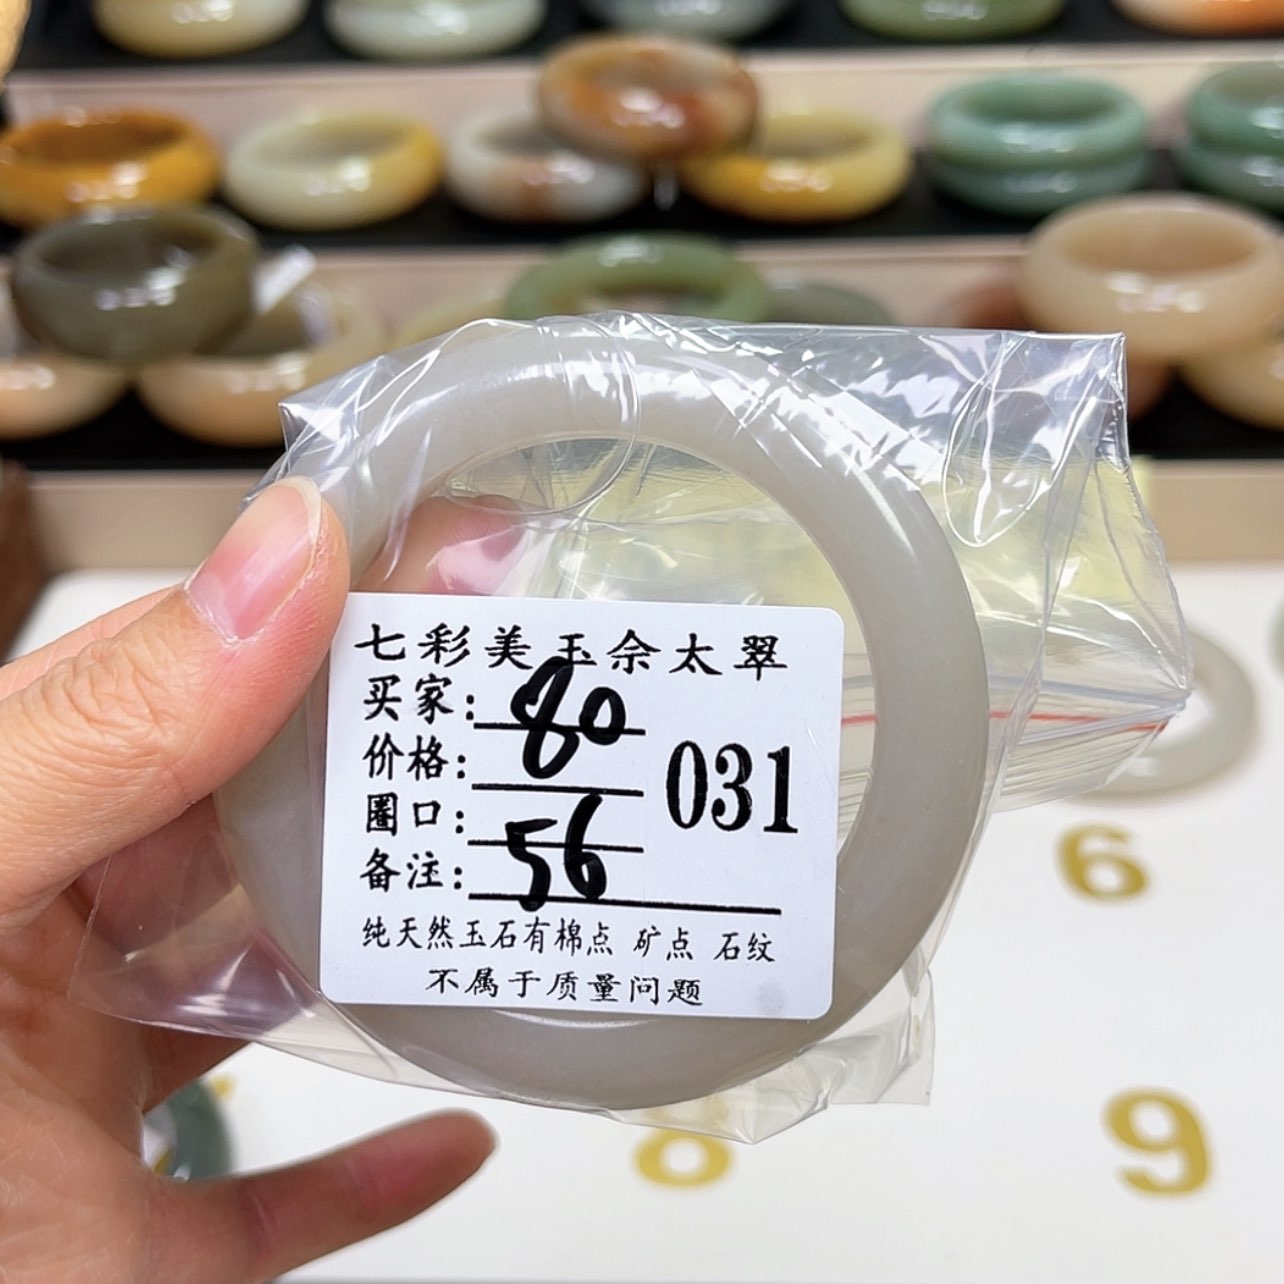 七彩美玉佘太翠
买家：80
价格：
031
圈口：56
备注：
纯天然玉石有棉点 矿点 石纹
不属于质量问题
6
8
9